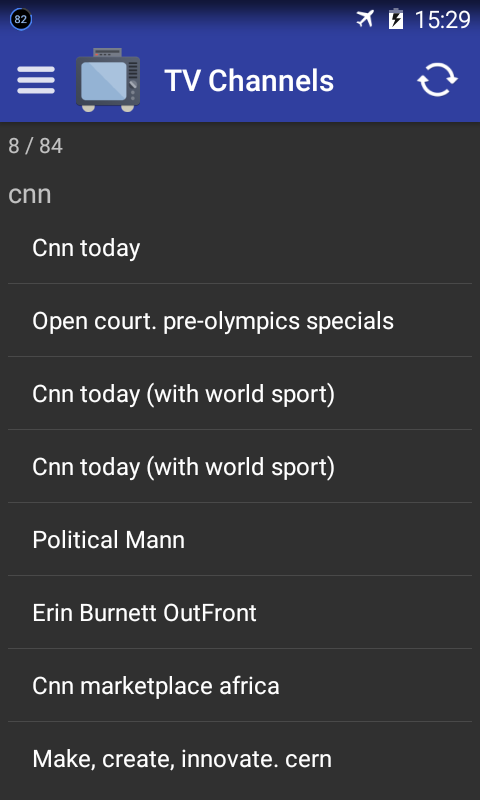 82
15:29
TV Channels
8 / 84
cnn
Cnn today
Open court. pre-olympics specials
Cnn today (with world sport)
Cnn today (with world sport)
Political Mann
Erin Burnett OutFront
Cnn marketplace africa
Make, create, innovate. cern